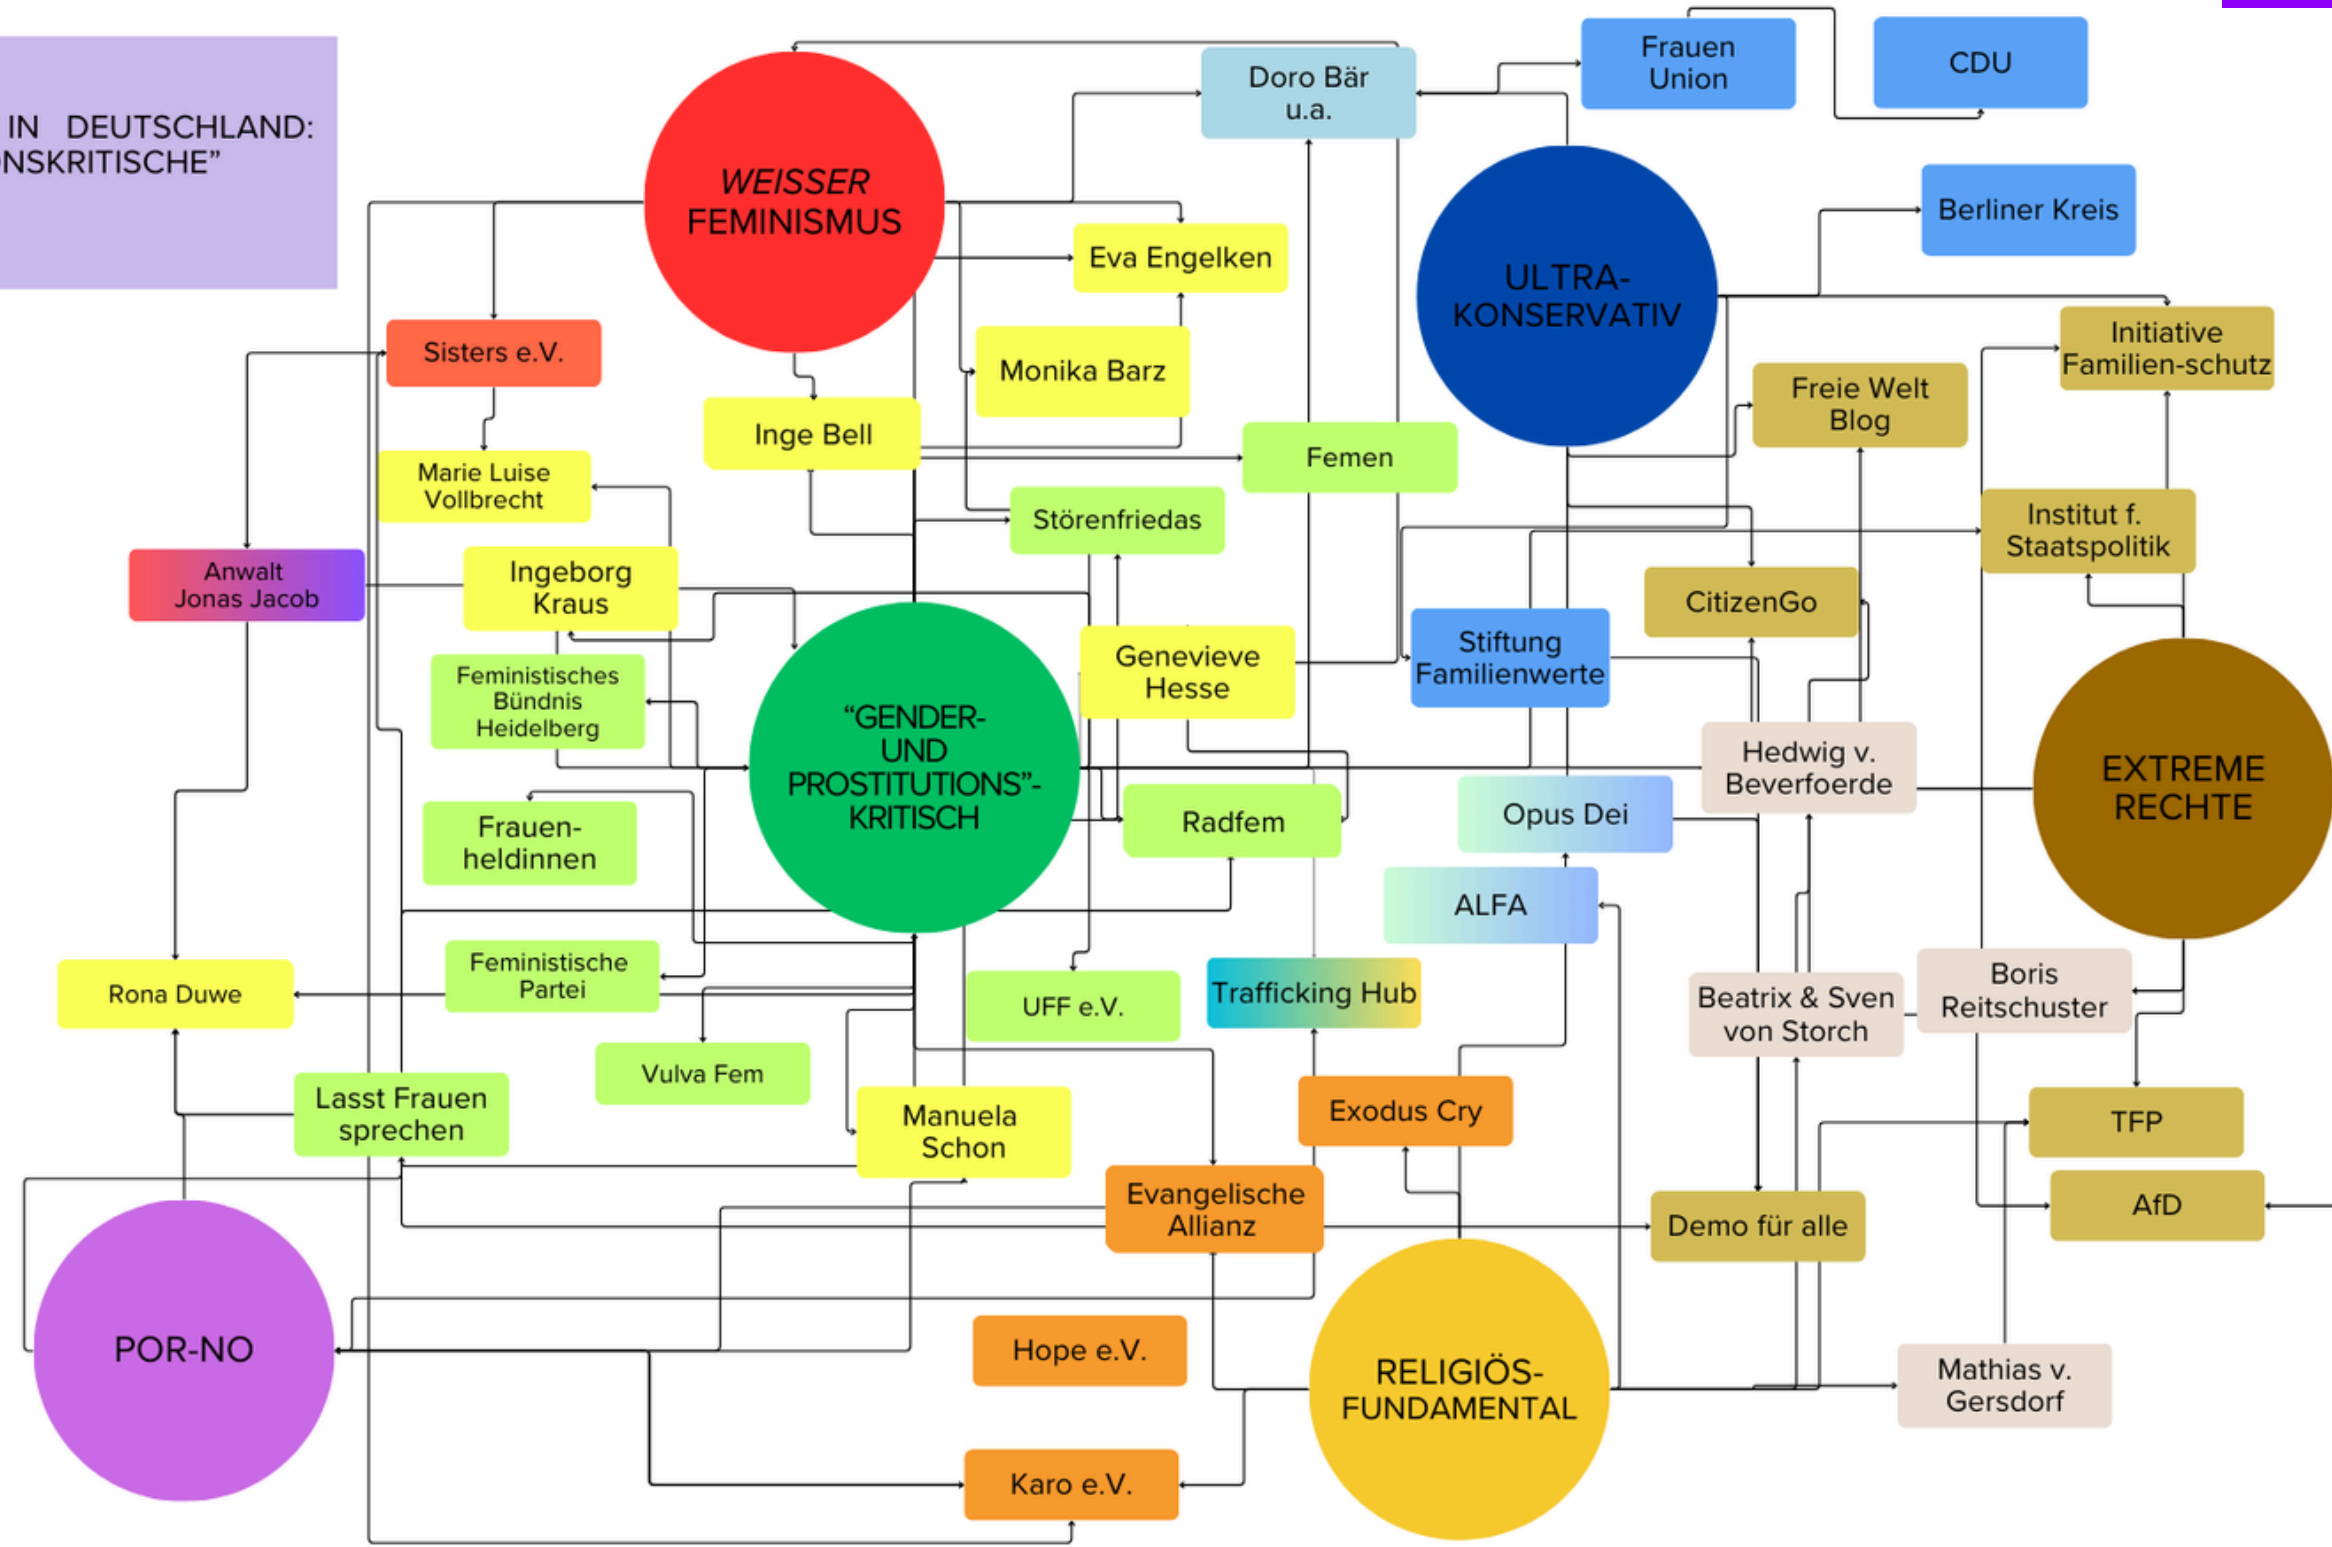 IN DEUTSCHLAND:
ONSKRITISCHE”
WEISSER
FEMINISMUS
Doro Bär
u.a.
Frauen
Union
CDU
Berliner Kreis
Eva Engelken
ULTRA-
KONSERVATIV
Initiative
Familien-schutz
Sisters e.V.
Monika Barz
Freie Welt
Blog
Inge Bell
Femen
Marie Luise
Vollbrecht
Störenfriedas
Institut f.
Staatspolitik
Anwalt
Jonas Jacob
Ingeborg
Kraus
CitizenGo
Genevieve
Hesse
Stiftung
Familienwerte
Feministisches
Bündnis
Heidelberg
“GENDER-
UND
PROSTITUTIONS”-
KRITISCH
Hedwig v.
Beverfoerde
EXTREME
RECHTE
Frauen-
heldinnen
Radfem
Opus Dei
ALFA
Rona Duwe
Feministische
Partei
UFF e.V.
Trafficking Hub
Beatrix & Sven
von Storch
Boris
Reitschuster
Vulva Fem
Lasst Frauen
sprechen
Manuela
Schon
Exodus Cry
TFP
Evangelische
Allianz
Demo für alle
AfD
POR-NO
Hope e.V.
RELIGIÖS-
FUNDAMENTAL
Mathias v.
Gersdorf
Karo e.V.